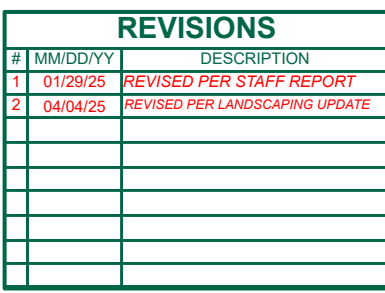 REVISIONS
# MM/DD/YY DESCRIPTION
1 01/29/25 REVISED PER STAFF REPORT
2 04/04/25 REVISED PER LANDSCAPING UPDATE